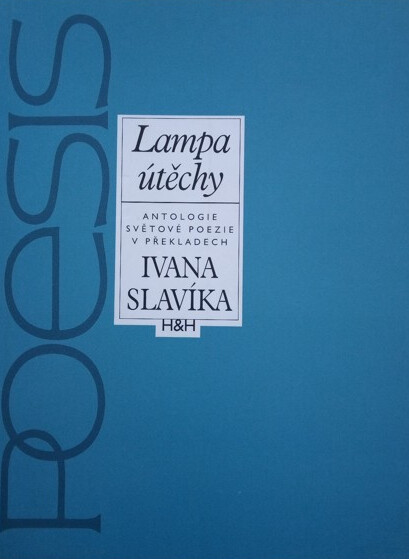 POESIS
Lampa
útěchy
ANTOLOGIE
SVĚTOVÉ POEZIE
V PŘEKLADECH
IVANA
SLAVÍKA
H&H